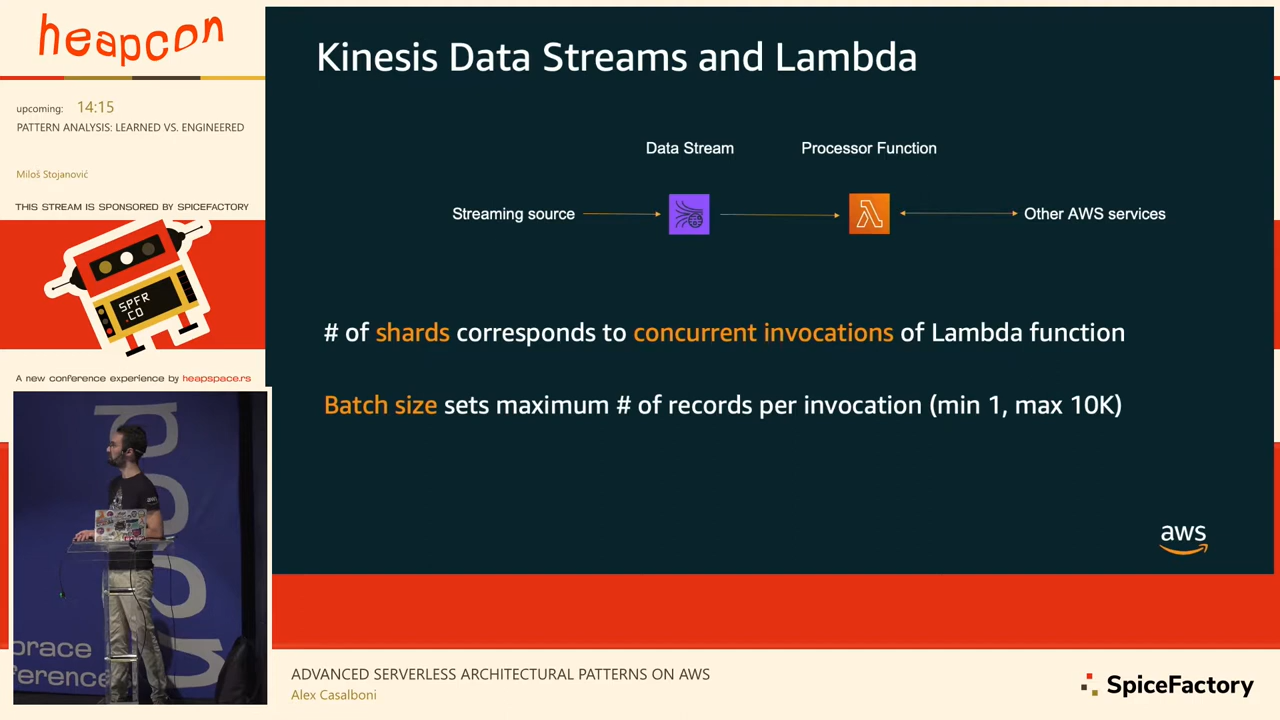 heapcon
upcoming: 14:15
PATTERN ANALYSIS: LEARNED VS. ENGINEERED
Miloš Stojanović
THIS STREAM IS SPONSORED BY SPICEFACTORY
SPFR
.CO
A new conference experience by heapspace.rs
Kinesis Data Streams and Lambda
Data Stream
Processor Function
Streaming source
Other AWS services
# of shards corresponds to concurrent invocations of Lambda function
Batch size sets maximum # of records per invocation (min 1, max 10K)
aws
ADVANCED SERVERLESS ARCHITECTURAL PATTERNS ON AWS
Alex Casalboni
SpiceFactory